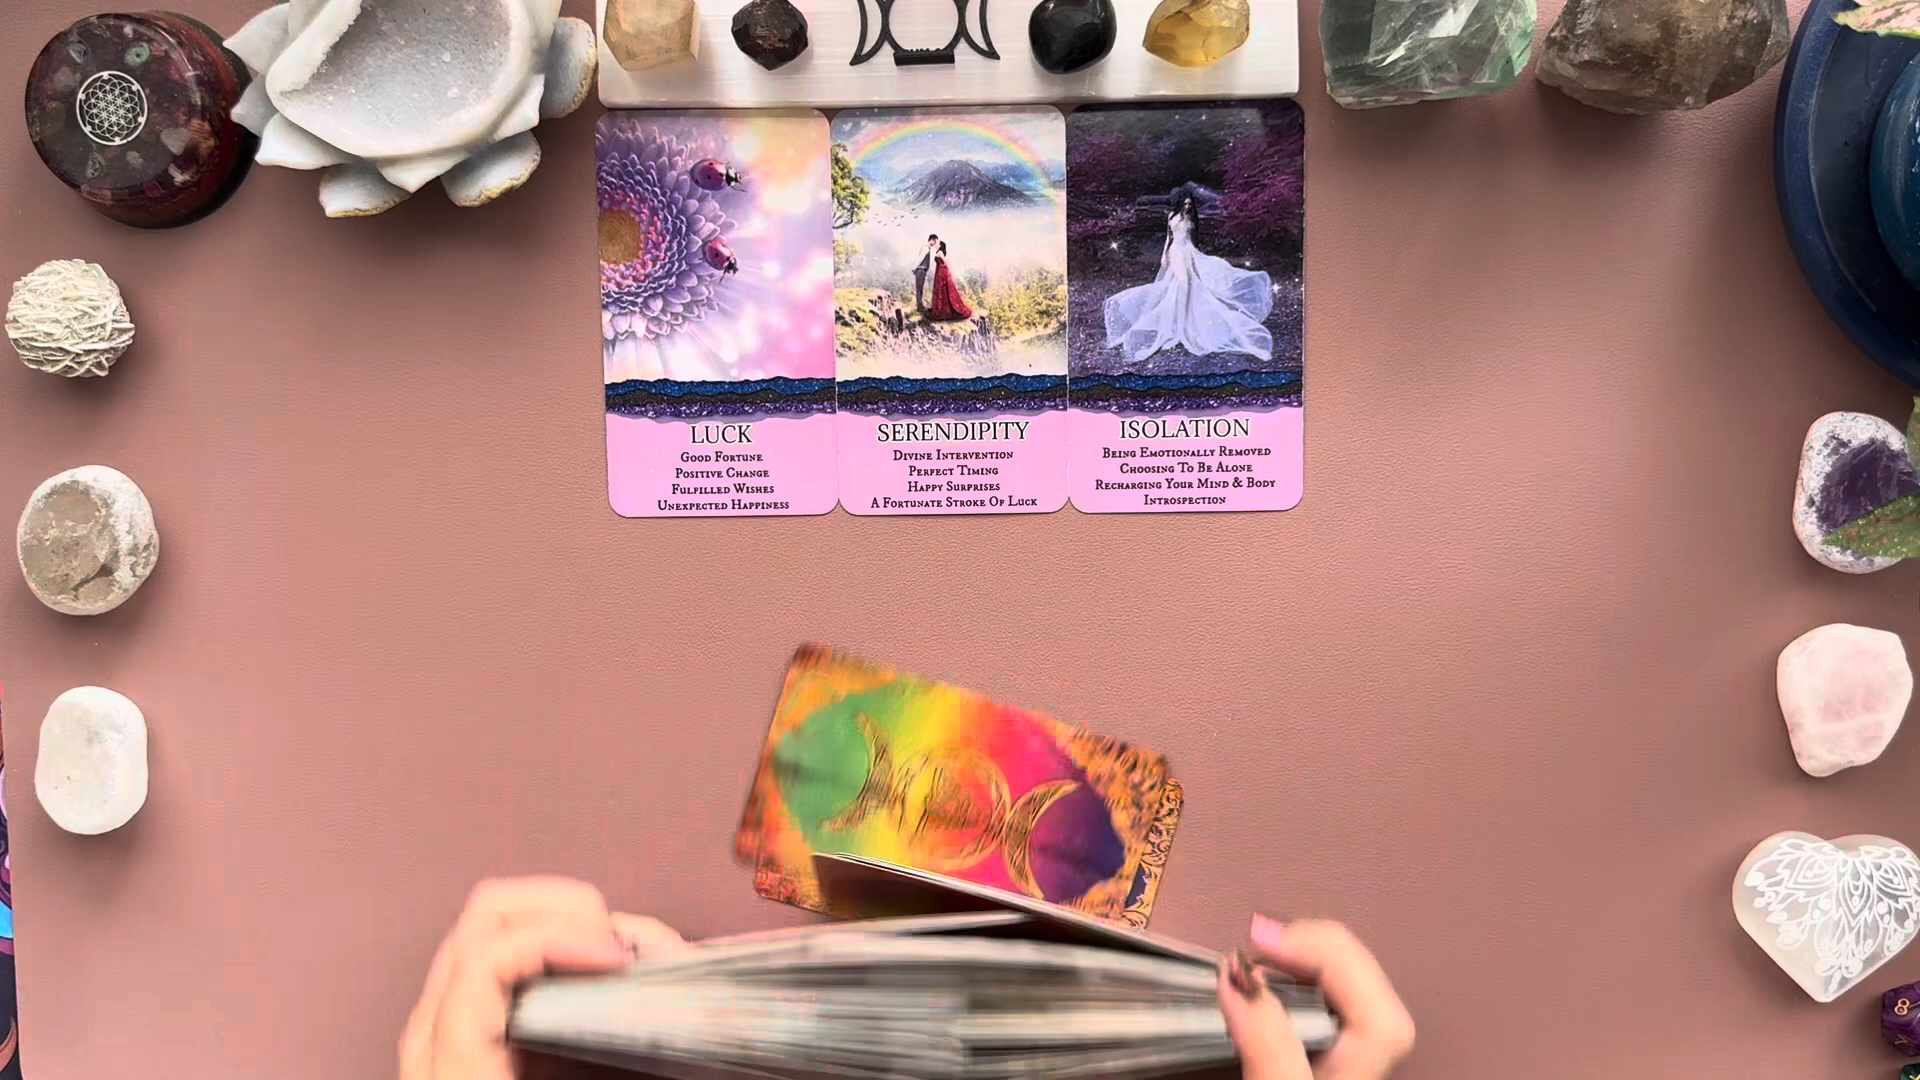 LUCK
Good Fortune
Positive Change
Fulfilled Wishes
Unexpected Happiness
SERENDIPITY
Divine Intervention
Perfect Timing
Happy Surprises
A Fortunate Stroke Of Luck
ISOLATION
Being Emotionally Removed
Choosing To Be Alone
Recharging Your Mind & Body
Introspection
8